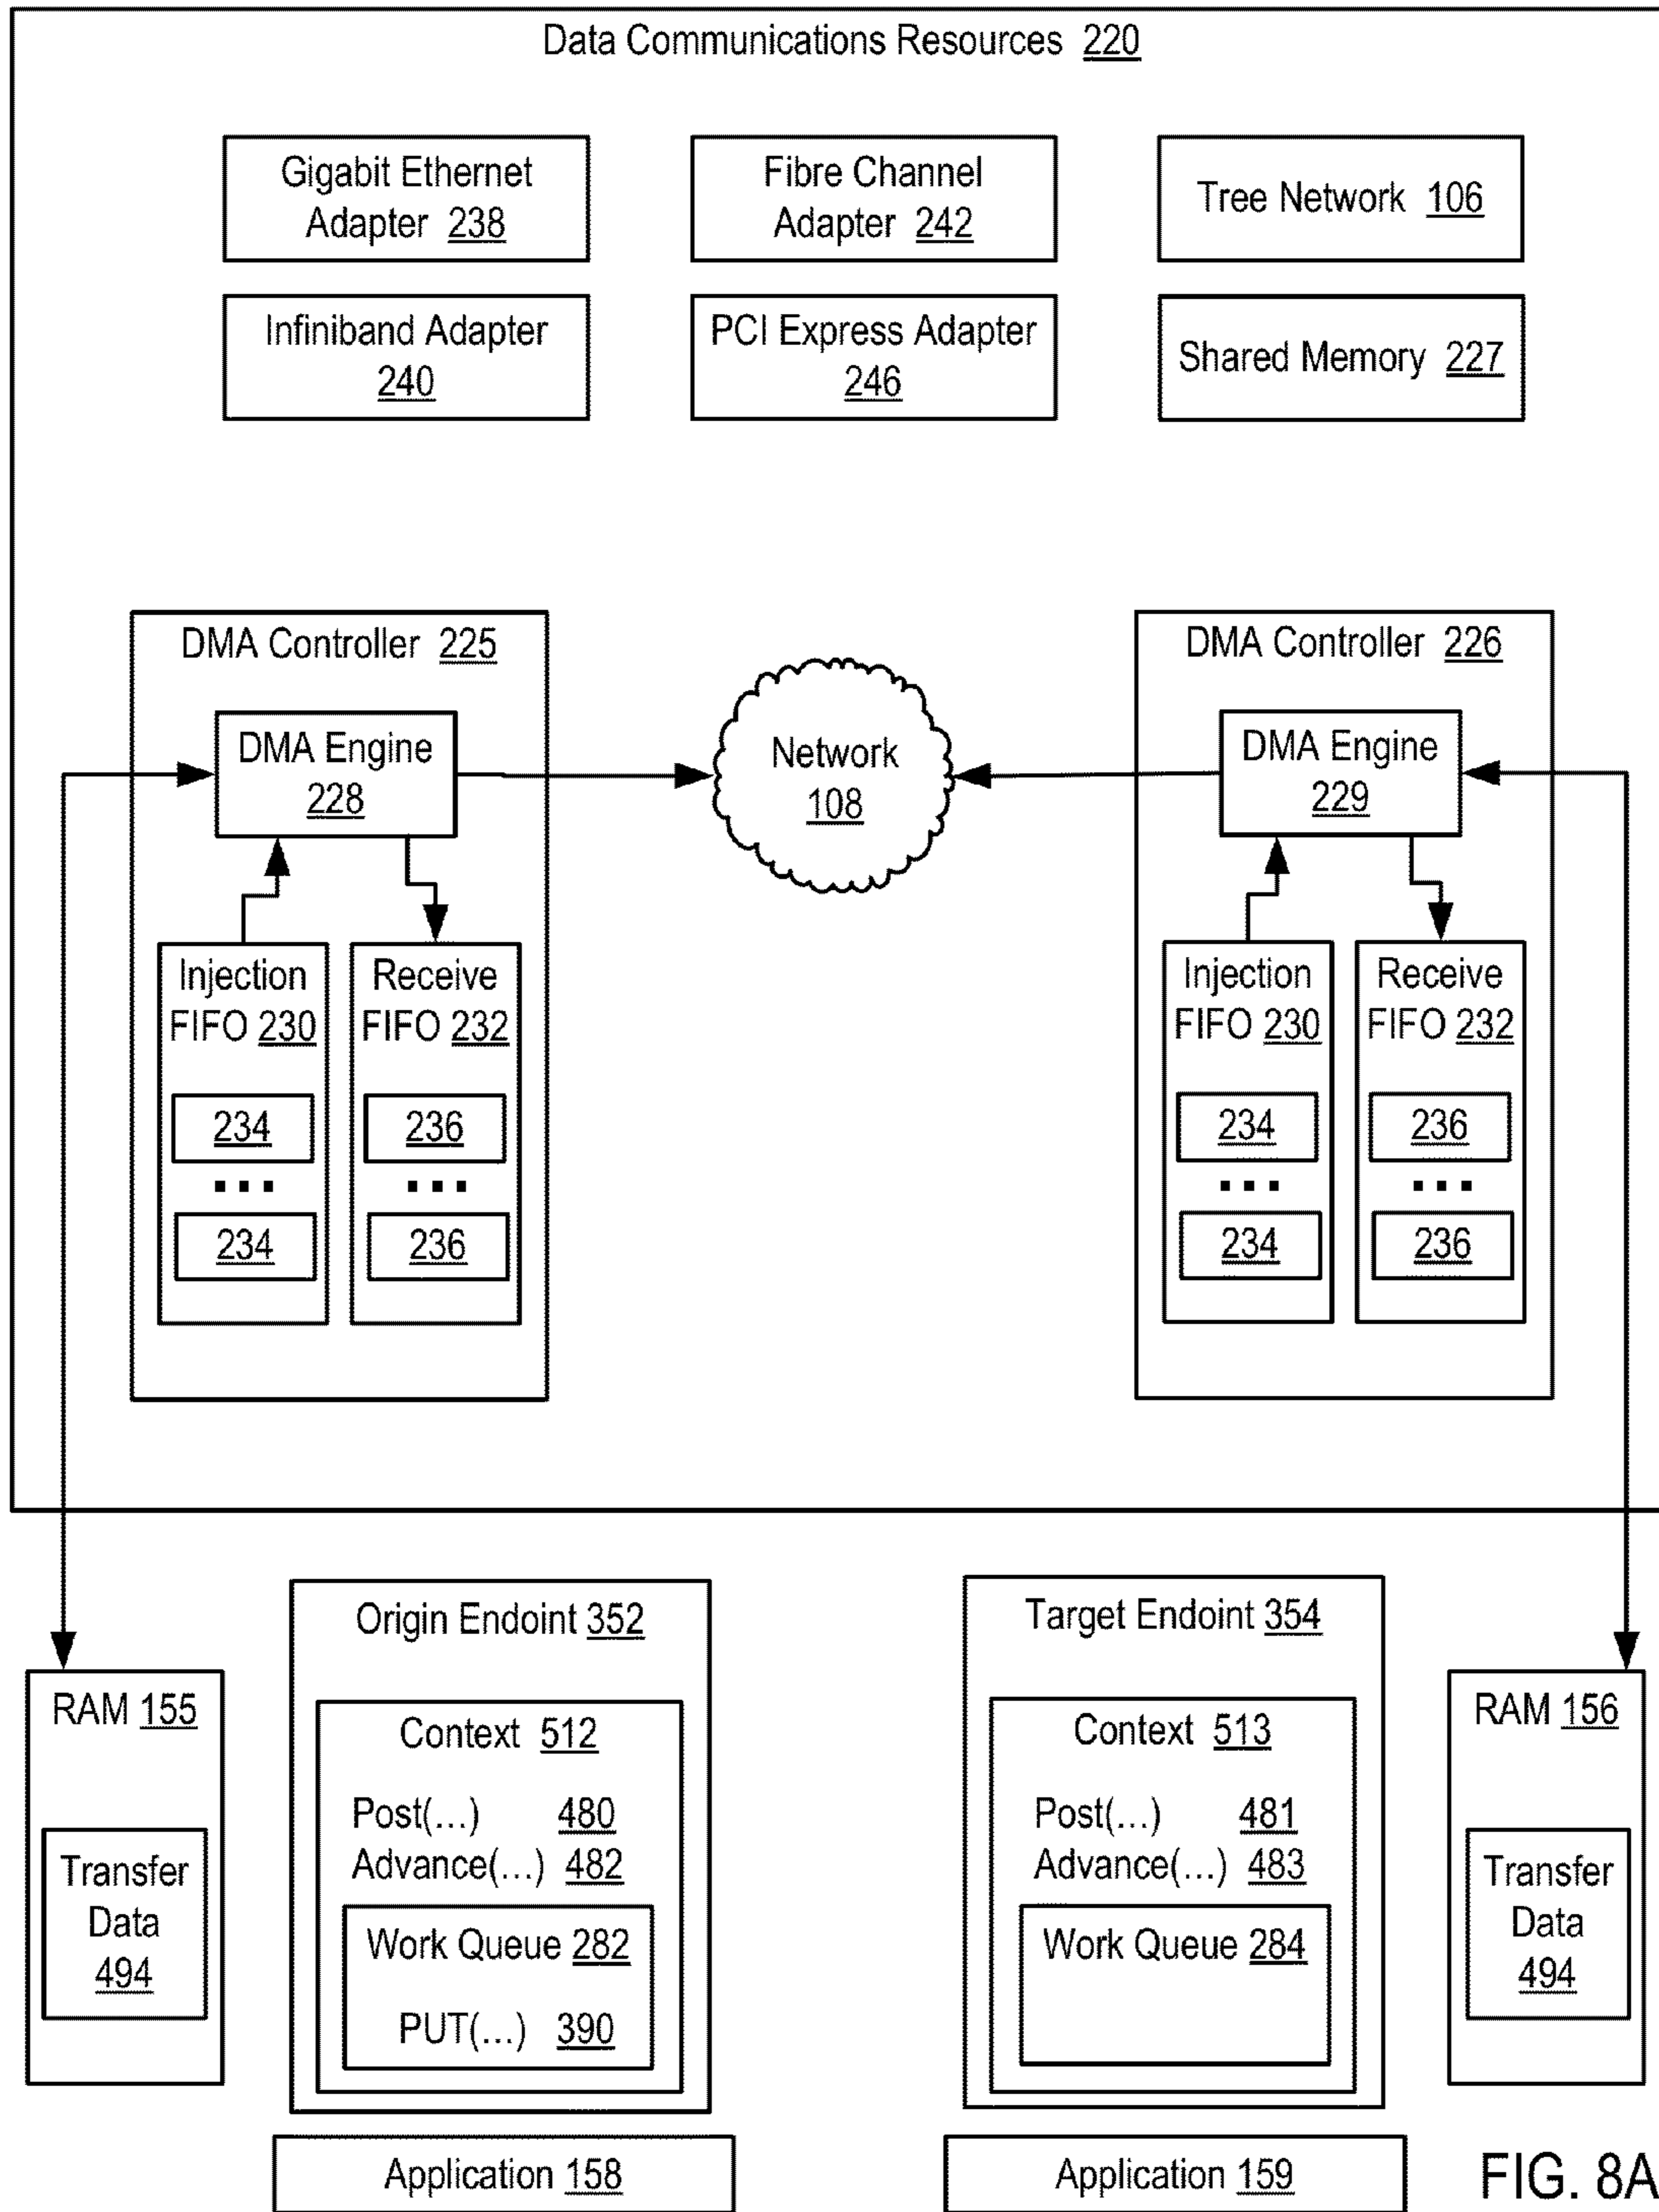 Data Communications Resources 220
Gigabit Ethernet
Adapter 238
Fibre Channel
Adapter 242
Tree Network 106
Infiniband Adapter
240
PCI Express Adapter
246
Shared Memory 227
DMA Controller 225
DMA Engine
228
Injection
FIFO 230
234
...
234
Receive
FIFO 232
236
...
236
Network
108
DMA Controller 226
DMA Engine
229
Injection
FIFO 230
234
...
234
Receive
FIFO 232
236
...
236
RAM 155
Transfer
Data
494
Origin Endoint 352
Context 512
Post(...) 480
Advance(...) 482
Work Queue 282
PUT(...) 390
Application 158
Target Endoint 354
Context 513
Post(...) 481
Advance(...) 483
Work Queue 284
Application 159
RAM 156
Transfer
Data
494
FIG. 8A